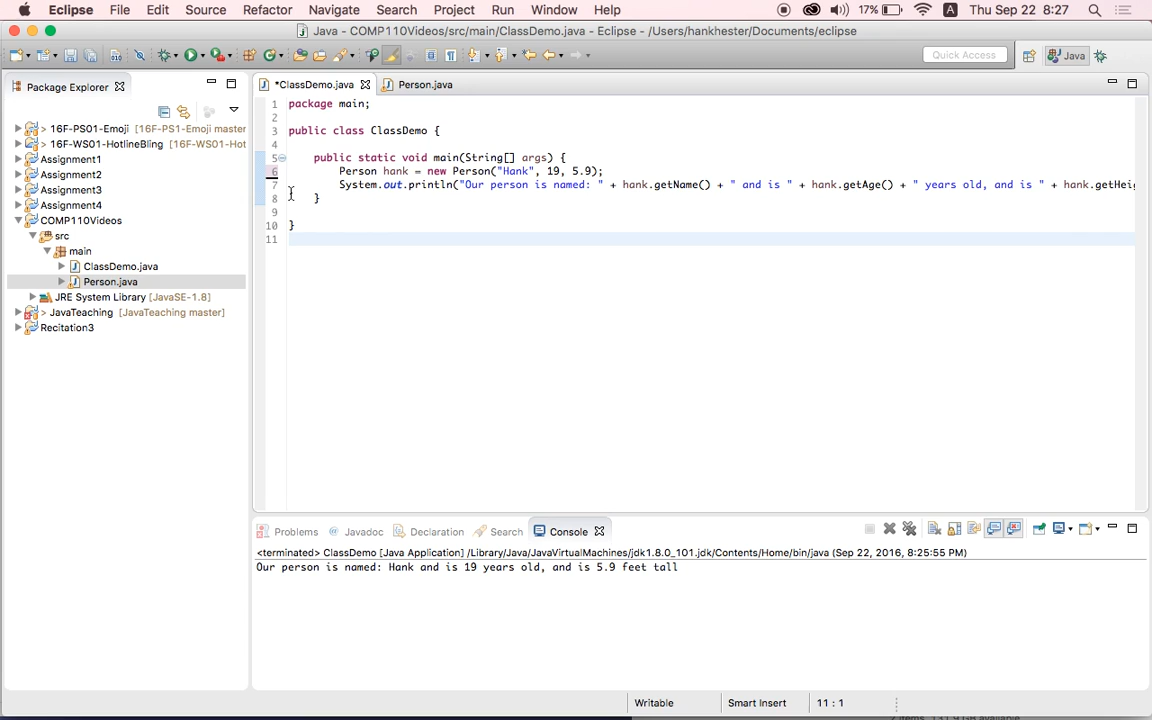 Eclipse File Edit Source Refactor Navigate Search Project Run Window Help 17% A Thu Sep 22 8:27
Java - COMP110Videos/src/main/ClassDemo.java - Eclipse - /Users/hankhester/Documents/eclipse
Quick Access Java
Package Explorer
*ClassDemo.java Person.java
> 16F-PS01-Emoji [16F-PS1-Emoji master
> 16F-WS01-HotlineBling [16F-WS01-Hot
Assignment1
Assignment2
Assignment3
Assignment4
COMP110Videos
src
main
ClassDemo.java
Person.java
JRE System Library [JavaSE-1.8]
> JavaTeaching [JavaTeaching master]
Recitation3
1 package main;
2
3 public class ClassDemo {
4
5 public static void main(String[] args) {
6 Person hank = new Person("Hank", 19, 5.9);
7 System.out.println("Our person is named: " + hank.getName() + " and is " + hank.getAge() + " years old, and is " + hank.getHei
8 }
9
10 }
11
Problems Javadoc Declaration Search Console
<terminated> ClassDemo [Java Application] /Library/Java/JavaVirtualMachines/jdk1.8.0_101.jdk/Contents/Home/bin/java (Sep 22, 2016, 8:25:55 PM)
Our person is named: Hank and is 19 years old, and is 5.9 feet tall
Writable Smart Insert 11 : 1